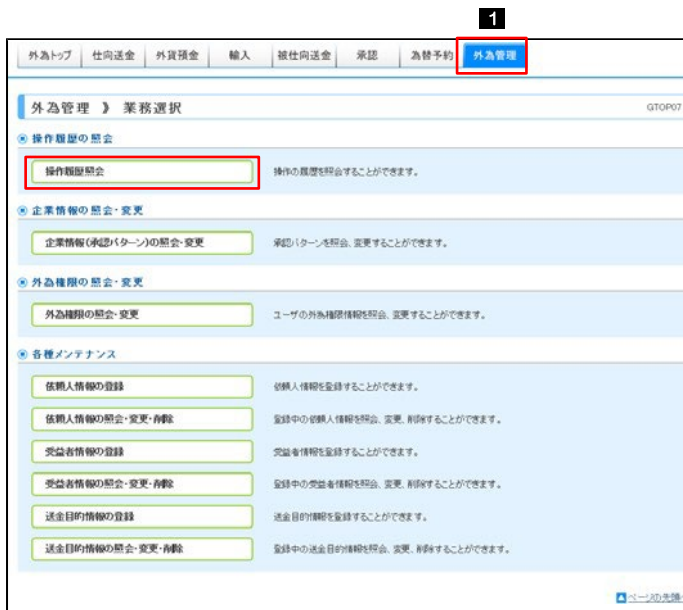 1
外為トップ 仕向送金 外貨預金 輸入 被仕向送金 承認 為替予約 外為管理
外為管理 》 業務選択 GTOP07
操作履歴の照会
操作履歴照会 操作の履歴を照会することができます。
企業情報の照会・変更
企業情報(承認パターン)の照会・変更 承認パターンを照会、変更することができます。
外為権限の照会・変更
外為権限の照会・変更 ユーザの外為権限情報を照会、変更することができます。
各種メンテナンス
依頼人情報の登録 依頼人情報を登録することができます。
依頼人情報の照会・変更・削除 登録中の依頼人情報を照会、変更、削除することができます。
受益者情報の登録 受益者情報を登録することができます。
受益者情報の照会・変更・削除 登録中の受益者情報を照会、変更、削除することができます。
送金目的情報の登録 送金目的情報を登録することができます。
送金目的情報の照会・変更・削除 登録中の送金目的情報を照会、変更、削除することができます。
ページの先頭